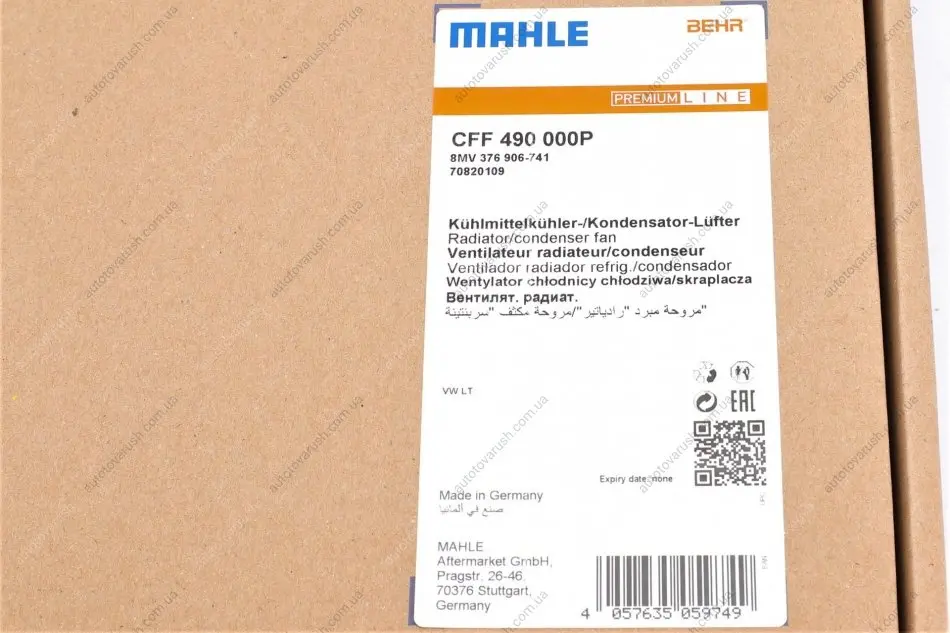 MAHLE
BEHR
PREMIUM LINE
CFF 490 000P
8MV 376 906-741
70820109
Kühlmittelkühler-/Kondensator-Lüfter
Radiator/condenser fan
Ventilateur radiateur/condenseur
Ventilador radiador refrig./condensador
Wentylator chłodnicy chłodziwa/skraplacza
Вентилят. радиат.
مروحة مبرد "رادياتير"/مروحة مكثف "سربنتينة"
VW LT
EAC
Expiry date: none
Made in Germany
صنع في ألمانيا
MAHLE
Aftermarket GmbH,
Pragstr. 26-46,
70376 Stuttgart,
Germany
4 057635 059749
autotovarush.com.ua